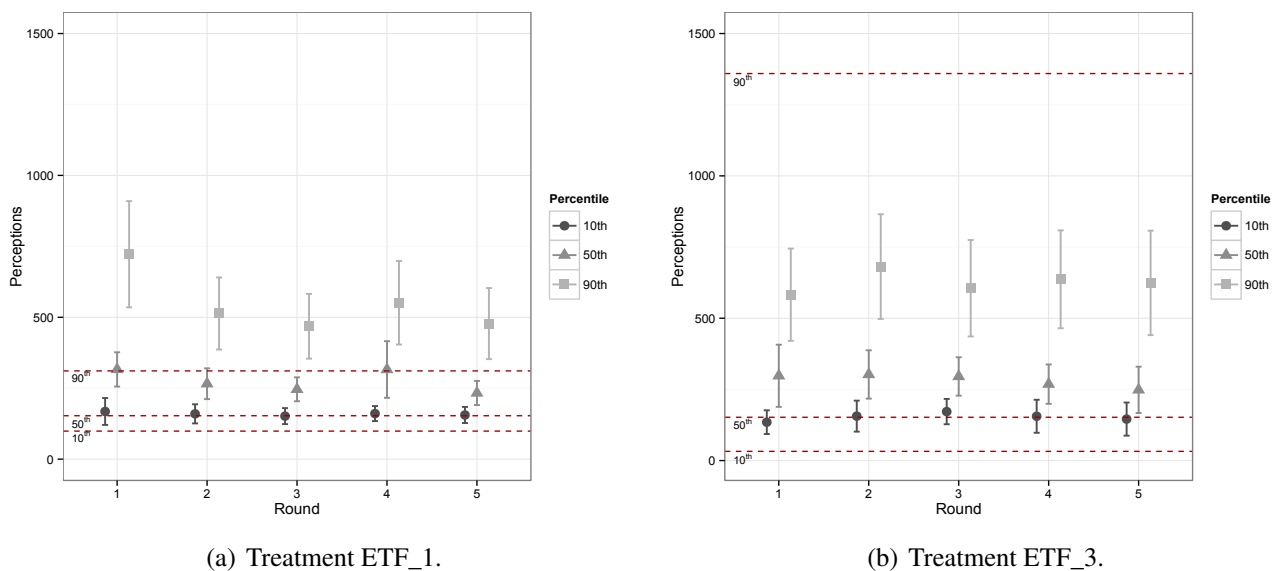 1500
1000
500
0
Perceptions
90th
50th
10th
1 2 3 4 5
Round
Percentile
10th
50th
90th
(a) Treatment ETF_1.
1500
1000
500
0
Perceptions
90th
50th
10th
1 2 3 4 5
Round
Percentile
10th
50th
90th
(b) Treatment ETF_3.